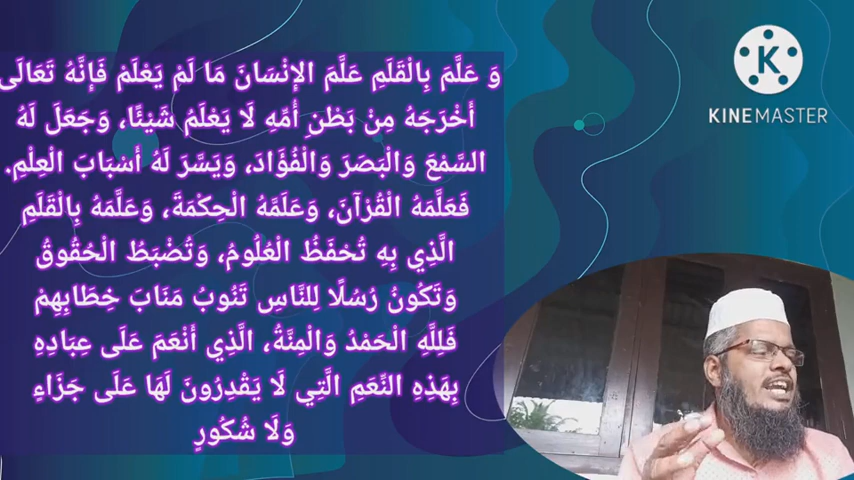 وَ عَلَّمَ بِالْقَلَمِ عَلَّمَ الإنْسَانَ مَا لَمْ يَعْلَمْ فَإِنَّهُ تَعَالَى
أَخْرَجَهُ مِنْ بَطْنِ أُمِّهِ لَا يَعْلَمُ شَيْئًا، وَجَعَلَ لَهُ
السَّمْعَ وَالْبَصَرَ وَالْفُؤَادَ، وَيَسَّرَ لَهُ أَسْبَابَ الْعِلْمِ.
فَعَلَّمَهُ الْقُرْآنَ، وَعَلَّمَهُ الْحِكْمَةَ، وَعَلَّمَهُ بِالْقَلَمِ
الَّذِي بِهِ تُحْفَظُ الْعُلُومُ، وَتُضْبَطُ الْحُقُوقُ
وَتَكُونُ رُسُلًا لِلنَّاسِ تَنُوبُ مَنَابَ خِطَابِهِمْ
فَلِلَّهِ الْحَمْدُ وَالْمِنَّةُ، الَّذِي أَنْعَمَ عَلَى عِبَادِهِ
بِهَذِهِ النِّعَمِ الَّتِي لَا يَقْدِرُونَ لَهَا عَلَى جَزَاءٍ
وَلَا شُكُورٍ
K
KINEMASTER